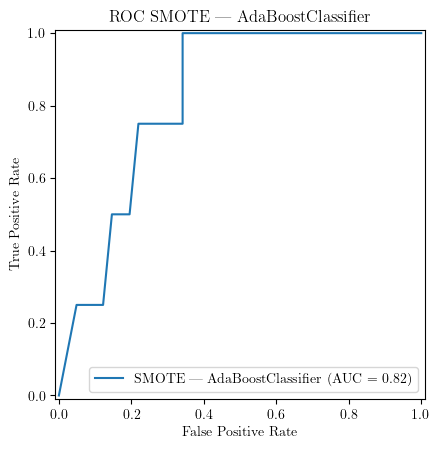 ROC SMOTE — AdaBoostClassifier
1.0
0.8
0.6
0.4
0.2
0.0
True Positive Rate
SMOTE — AdaBoostClassifier (AUC = 0.82)
0.0 0.2 0.4 0.6 0.8 1.0
False Positive Rate